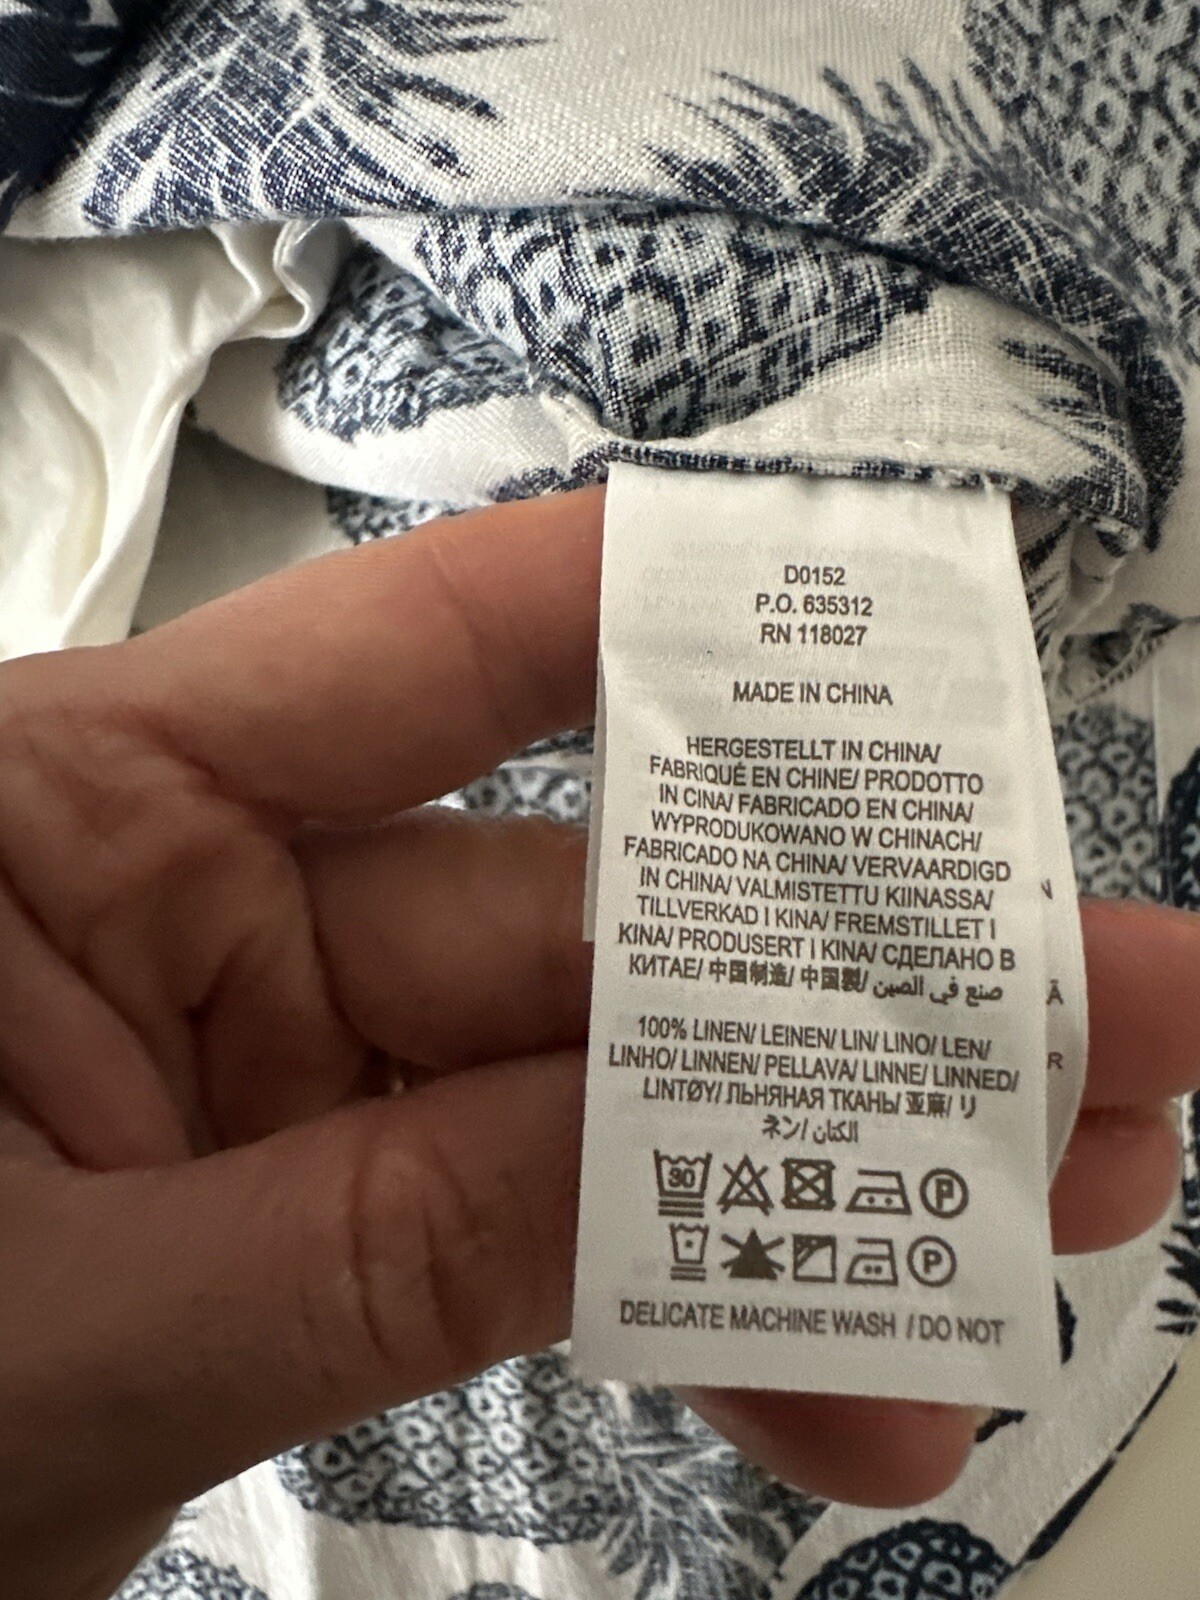 D0152
P.O. 635312
RN 118027
MADE IN CHINA
HERGESTELLT IN CHINA/
FABRIQUÉ EN CHINE/ PRODOTTO
IN CINA/ FABRICADO EN CHINA/
WYPRODUKOWANO W CHINACH/
FABRICADO NA CHINA/ VERVAARDIGD
IN CHINA/ VALMISTETTU KIINASSA/
TILLVERKAD I KINA/ FREMSTILLET I
KINA/ PRODUSERT I KINA/ СДЕЛАНО В
КИТАЕ/ 中国制造/ 中国製/ صنع في الصين
100% LINEN/ LEINEN/ LIN/ LINO/ LEN/
LINHO/ LINNEN/ PELLAVA/ LINNE/ LINNED/
LINTØY/ ЛЬНЯНАЯ ТКАНЬ/ 亚麻/ リ
ネン/ الكتان
30 P
P
DELICATE MACHINE WASH / DO NOT
N
Ā
R